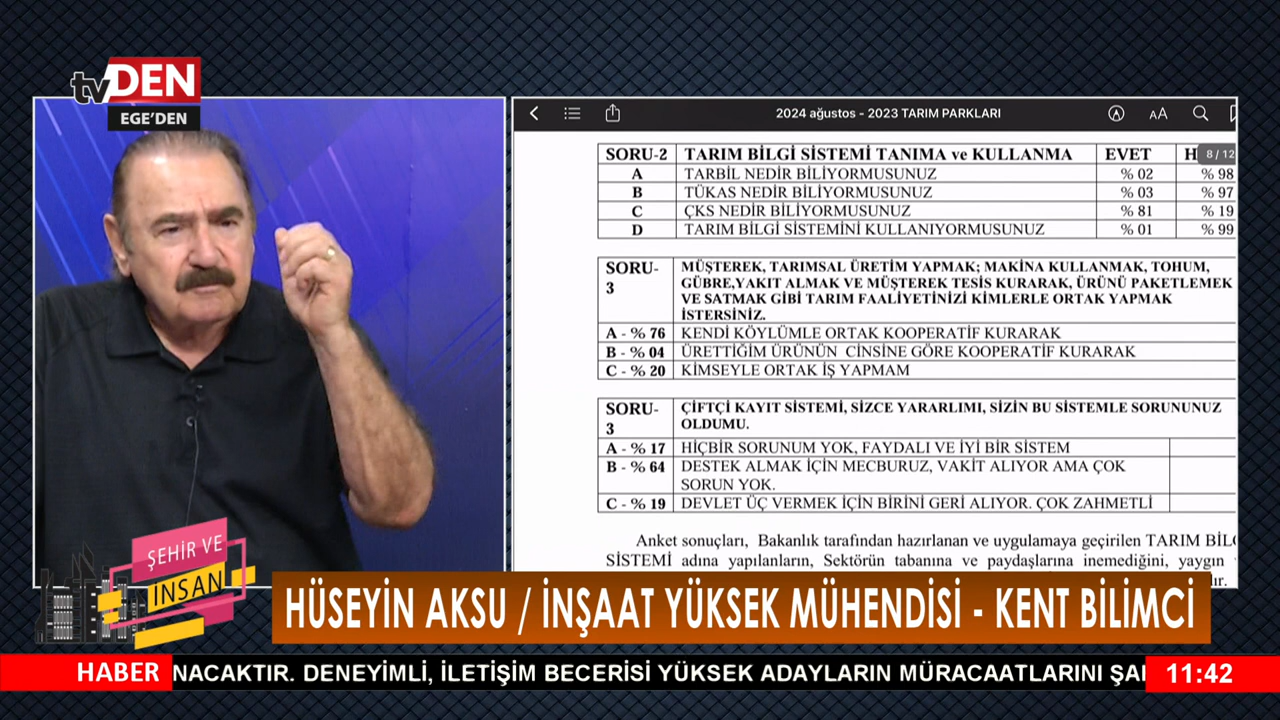 tvDEN
EGE'DEN
2024 ağustos - 2023 TARIM PARKLARI
AA
8 / 12
SORU-2 TARIM BİLGİ SİSTEMİ TANIMA ve KULLANMA EVET H
A TARBİL NEDİR BİLİYORMUSUNUZ % 02 % 98
B TÜKAS NEDİR BİLİYORMUSUNUZ % 03 % 97
C ÇKS NEDİR BİLİYORMUSUNUZ % 81 % 19
D TARIM BİLGİ SİSTEMİNİ KULLANIYORMUSUNUZ % 01 % 99
SORU-3 MÜŞTEREK, TARIMSAL ÜRETİM YAPMAK; MAKİNA KULLANMAK, TOHUM,
GÜBRE,YAKIT ALMAK VE MÜŞTEREK TESİS KURARAK, ÜRÜNÜ PAKETLEMEK
VE SATMAK GİBİ TARIM FAALİYETİNİZİ KİMLERLE ORTAK YAPMAK
İSTERSİNİZ.
A - % 76 KENDİ KÖYLÜMLE ORTAK KOOPERATİF KURARAK
B - % 04 ÜRETTİĞİM ÜRÜNÜN CİNSİNE GÖRE KOOPERATİF KURARAK
C - % 20 KİMSEYLE ORTAK İŞ YAPMAM
SORU-3 ÇİFTÇİ KAYIT SİSTEMİ, SİZCE YARARLIMI, SİZİN BU SİSTEMLE SORUNUNUZ
OLDUMU.
A - % 17 HİÇBİR SORUNUM YOK, FAYDALI VE İYİ BİR SİSTEM
B - % 64 DESTEK ALMAK İÇİN MECBURUZ, VAKİT ALIYOR AMA ÇOK
SORUN YOK.
C - % 19 DEVLET ÜÇ VERMEK İÇİN BİRİNİ GERİ ALIYOR. ÇOK ZAHMETLİ
Anket sonuçları, Bakanlık tarafından hazırlanan ve uygulamaya geçirilen TARIM BİLG
SİSTEMİ adına yapılanların, Sektörün tabanına ve paydaşlarına inemediğini, yaygın
ŞEHİR VE
İNSAN
HÜSEYİN AKSU / İNŞAAT YÜKSEK MÜHENDİSİ - KENT BİLİMCİ
HABER NACAKTIR. DENEYİMLİ, İLETİŞİM BECERİSİ YÜKSEK ADAYLARIN MÜRACAATLARINI ŞA 11:42